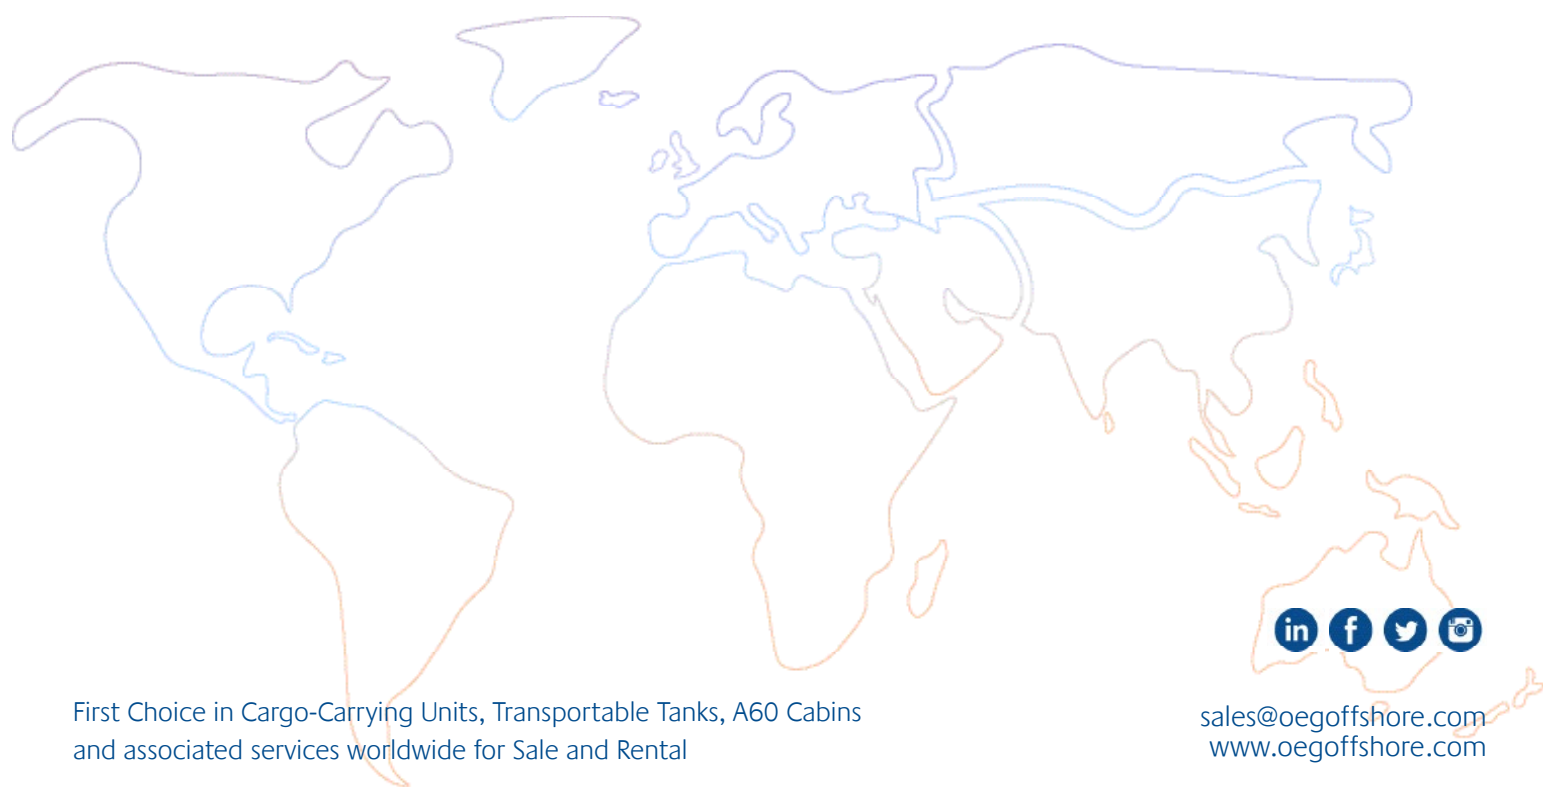 First Choice in Cargo-Carrying Units, Transportable Tanks, A60 Cabins
and associated services worldwide for Sale and Rental
in f
sales@oegoffshore.com
www.oegoffshore.com